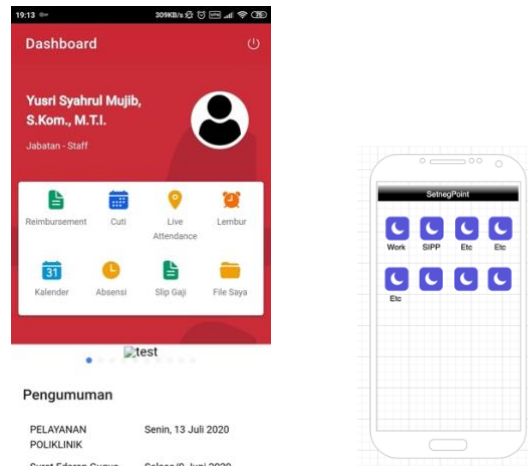 19:13
309KB/s
Dashboard
Yusri Syahrul Mujib,
S.Kom., M.T.I.
Jabatan - Staff
Reimbursement Cuti Live Attendance Lembur
31
Kalender Absensi Slip Gaji File Saya
test
Pengumuman
PELAYANAN POLIKLINIK Senin, 13 Juli 2020
SetnegPoint
Work SIPP Etc Etc
Etc